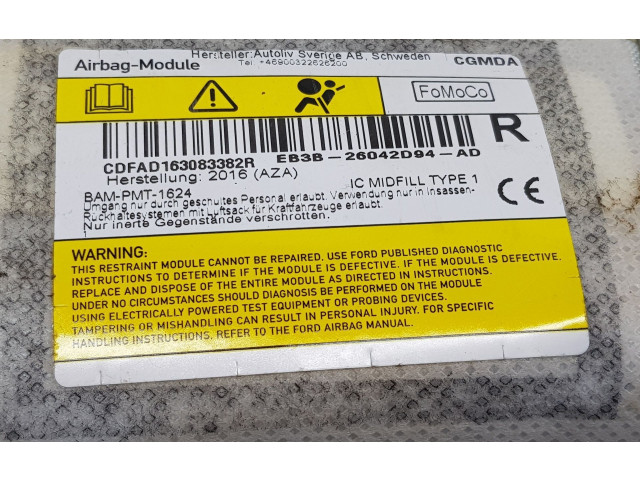 Hersteller:Autoliv Sverige AB, Schweden
Airbag-Module Tel +46900322626200 CGMDA
FoMoCo
R
CDFAD163083382R EB3B - 26042D94 - AD
Herstellung: 2016 (AZA)
BAM-PMT-1624 IC MIDFILL TYPE 1
CE
Umgang nur durch geschultes Personal erlaubt. Verwendung nur in Insassen-
Rückhaltesystemen mit Luftsack für Kraftfahrzeuge erlaubt.
Nur inerte Gegenstände verschrotten.
WARNING:
THIS RESTRAINT MODULE CANNOT BE REPAIRED, USE FORD PUBLISHED DIAGNOSTIC
INSTRUCTIONS TO DETERMINE IF THE MODULE IS DEFECTIVE. IF THE MODULE IS DEFECTIVE.
REPLACE AND DISPOSE OF THE ENTIRE MODULE AS DIRECTED IN INSTRUCTIONS.
UNDER NO CIRCUMSTANCES SHOULD DIAGNOSIS BE PERFORMED ON THE MODULE
USING ELECTRICALLY POWERED TEST EQUIPMENT OR PROBING DEVICES.
TAMPERING OR MISHANDLING CAN RESULT IN PERSONAL INJURY. FOR SPECIFIC
HANDLING INSTRUCTIONS. REFER TO THE FORD AIRBAG MANUAL.